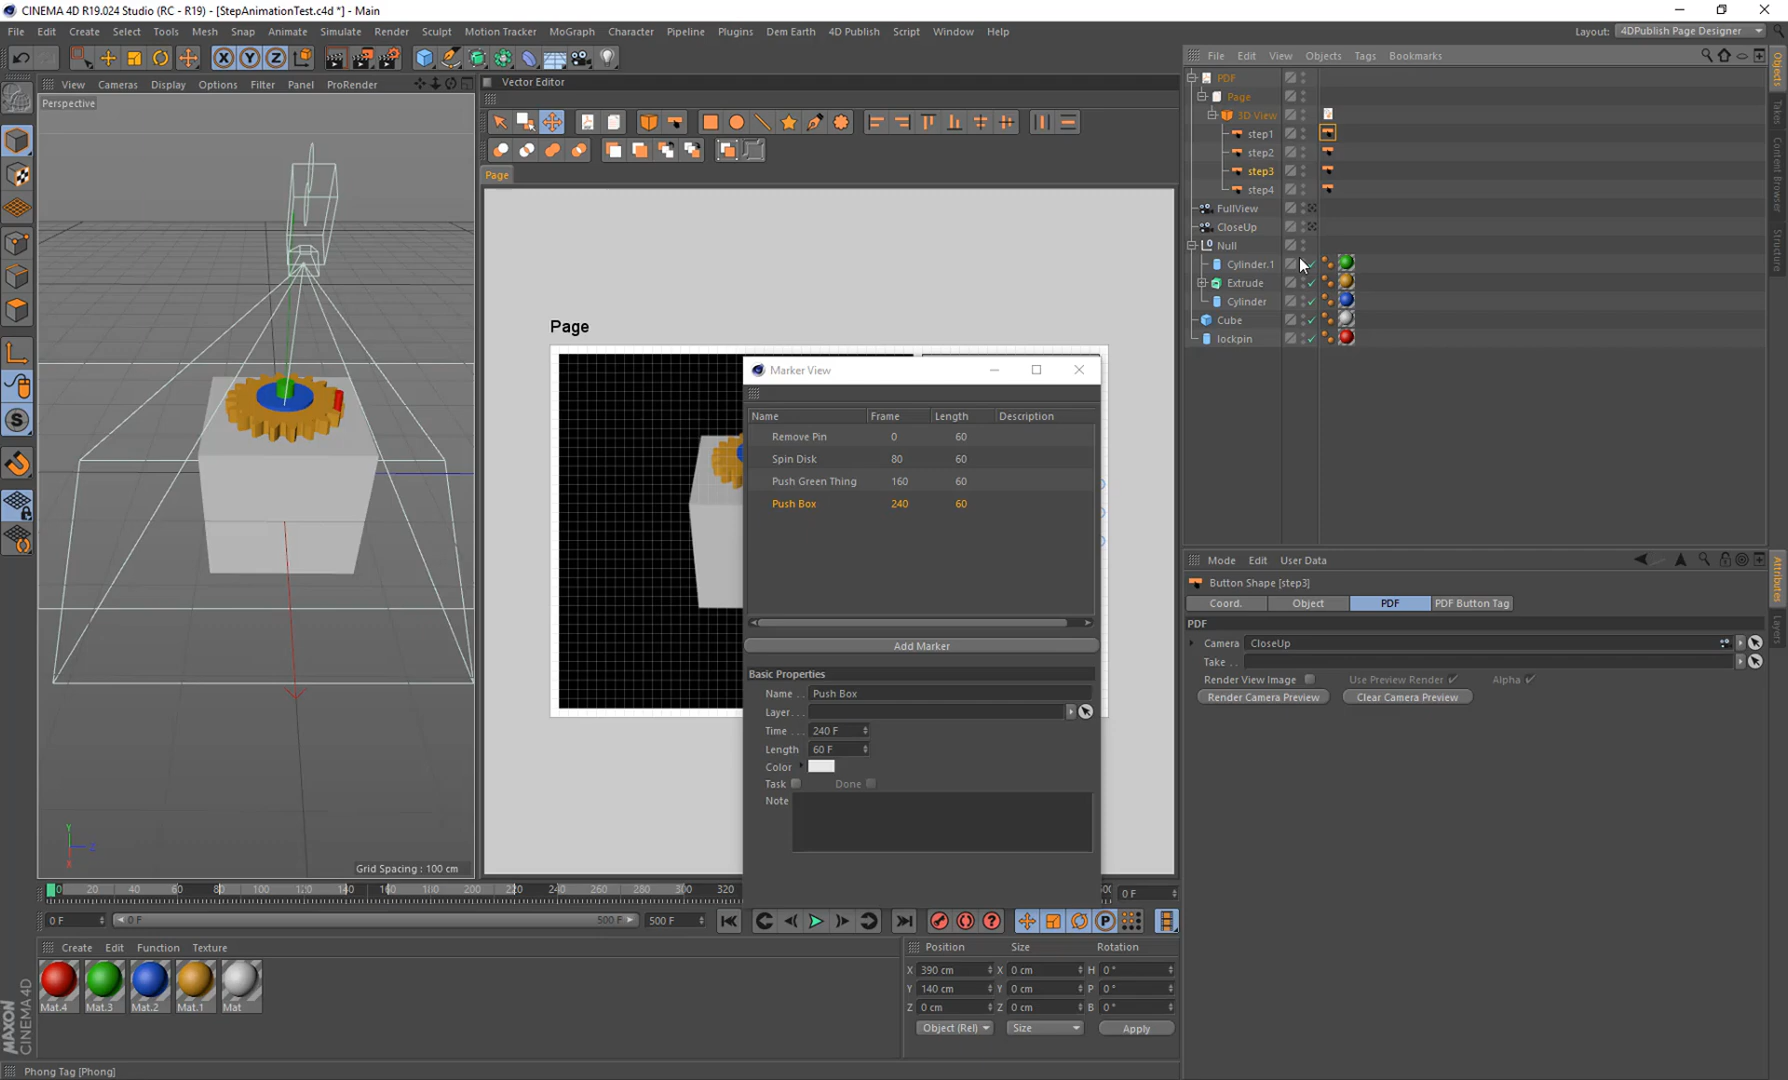 CINEMA 4D R19.024 Studio (RC - R19) - [StepAnimationTest.c4d *] - Main
File Edit Create Select Tools Mesh Snap Animate Simulate Render Sculpt Motion Tracker MoGraph Character Pipeline Plugins Dem Earth 4D Publish Script Window Help
Layout: 4DPublish Page Designer
X Y Z
View Cameras Display Options Filter Panel ProRender
Perspective
Vector Editor
Page
Page
Grid Spacing : 100 cm
Marker View
Name Frame Length Description
Remove Pin 0 60
Spin Disk 80 60
Push Green Thing 160 60
Push Box 240 60
Add Marker
Basic Properties
Name . . Push Box
Layer. . .
Time . . . 240 F
Length 60 F
Color
Task Done
Note
File Edit View Objects Tags Bookmarks
PDF
Page
3D-View
step1
step2
step3
step4
FullView
CloseUp
Null
Cylinder.1
Extrude
Cylinder
Cube
lockpin
Objects
Takes
Content Browser
Structure
Mode Edit User Data
Button Shape [step3]
Coord. Object PDF PDF Button Tag
PDF
Camera CloseUp
Take . .
Render View Image Use Preview Render Alpha
Render Camera Preview Clear Camera Preview
Attributes
Layers
0 20 40 60 80 100 120 140 160 180 200 220 240 260 280 300 320
0 F
0 F 0 F 500 F 500 F
Create Edit Function Texture
Mat.4 Mat.3 Mat.2 Mat.1 Mat
Position Size Rotation
X 390 cm X 0 cm H 0 °
Y 140 cm Y 0 cm P 0 °
Z 0 cm Z 0 cm B 0 °
Object (Rel) Size Apply
MAXON
CINEMA 4D
Phong Tag [Phong]